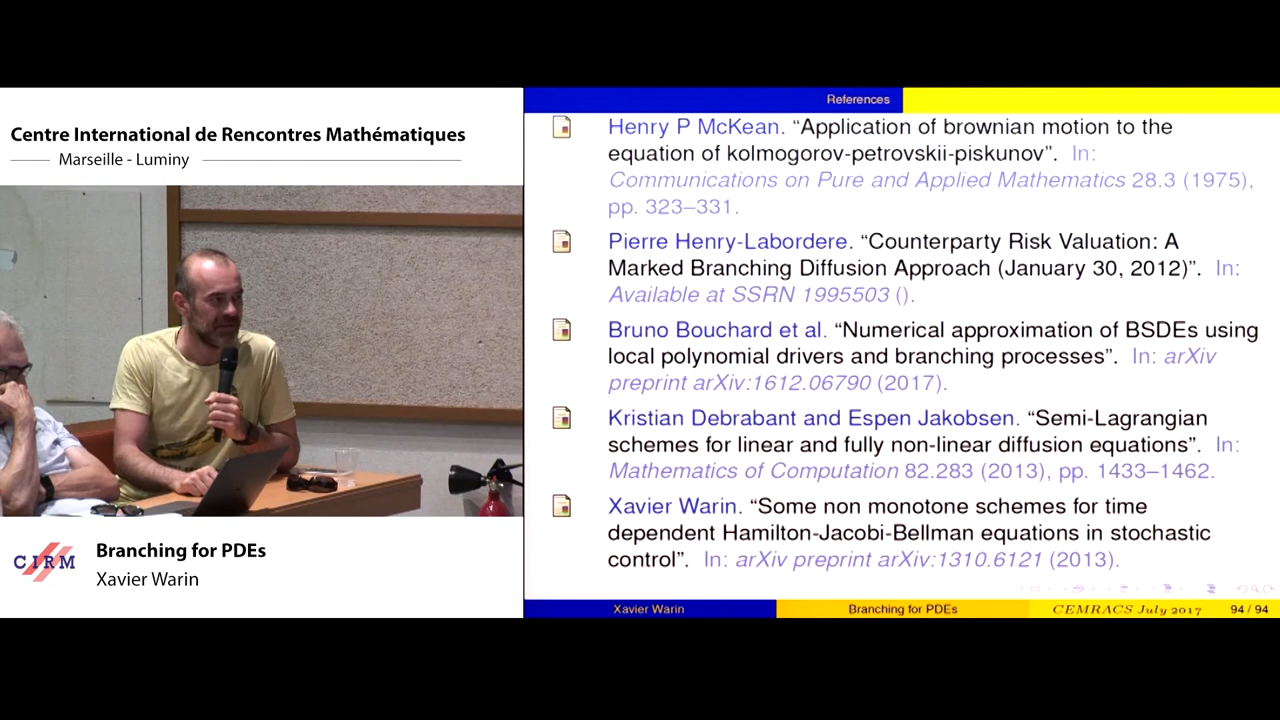 Centre International de Rencontres Mathématiques
Marseille - Luminy
CIRM
Branching for PDEs
Xavier Warin
References
Henry P McKean. “Application of brownian motion to the
equation of kolmogorov-petrovskii-piskunov”. In:
Communications on Pure and Applied Mathematics 28.3 (1975),
pp. 323–331.
Pierre Henry-Labordere. “Counterparty Risk Valuation: A
Marked Branching Diffusion Approach (January 30, 2012)”. In:
Available at SSRN 1995503 ().
Bruno Bouchard et al. “Numerical approximation of BSDEs using
local polynomial drivers and branching processes”. In: arXiv
preprint arXiv:1612.06790 (2017).
Kristian Debrabant and Espen Jakobsen. “Semi-Lagrangian
schemes for linear and fully non-linear diffusion equations”. In:
Mathematics of Computation 82.283 (2013), pp. 1433–1462.
Xavier Warin. “Some non monotone schemes for time
dependent Hamilton-Jacobi-Bellman equations in stochastic
control”. In: arXiv preprint arXiv:1310.6121 (2013).
Xavier Warin
Branching for PDEs
CEMRACS July 2017
94 / 94